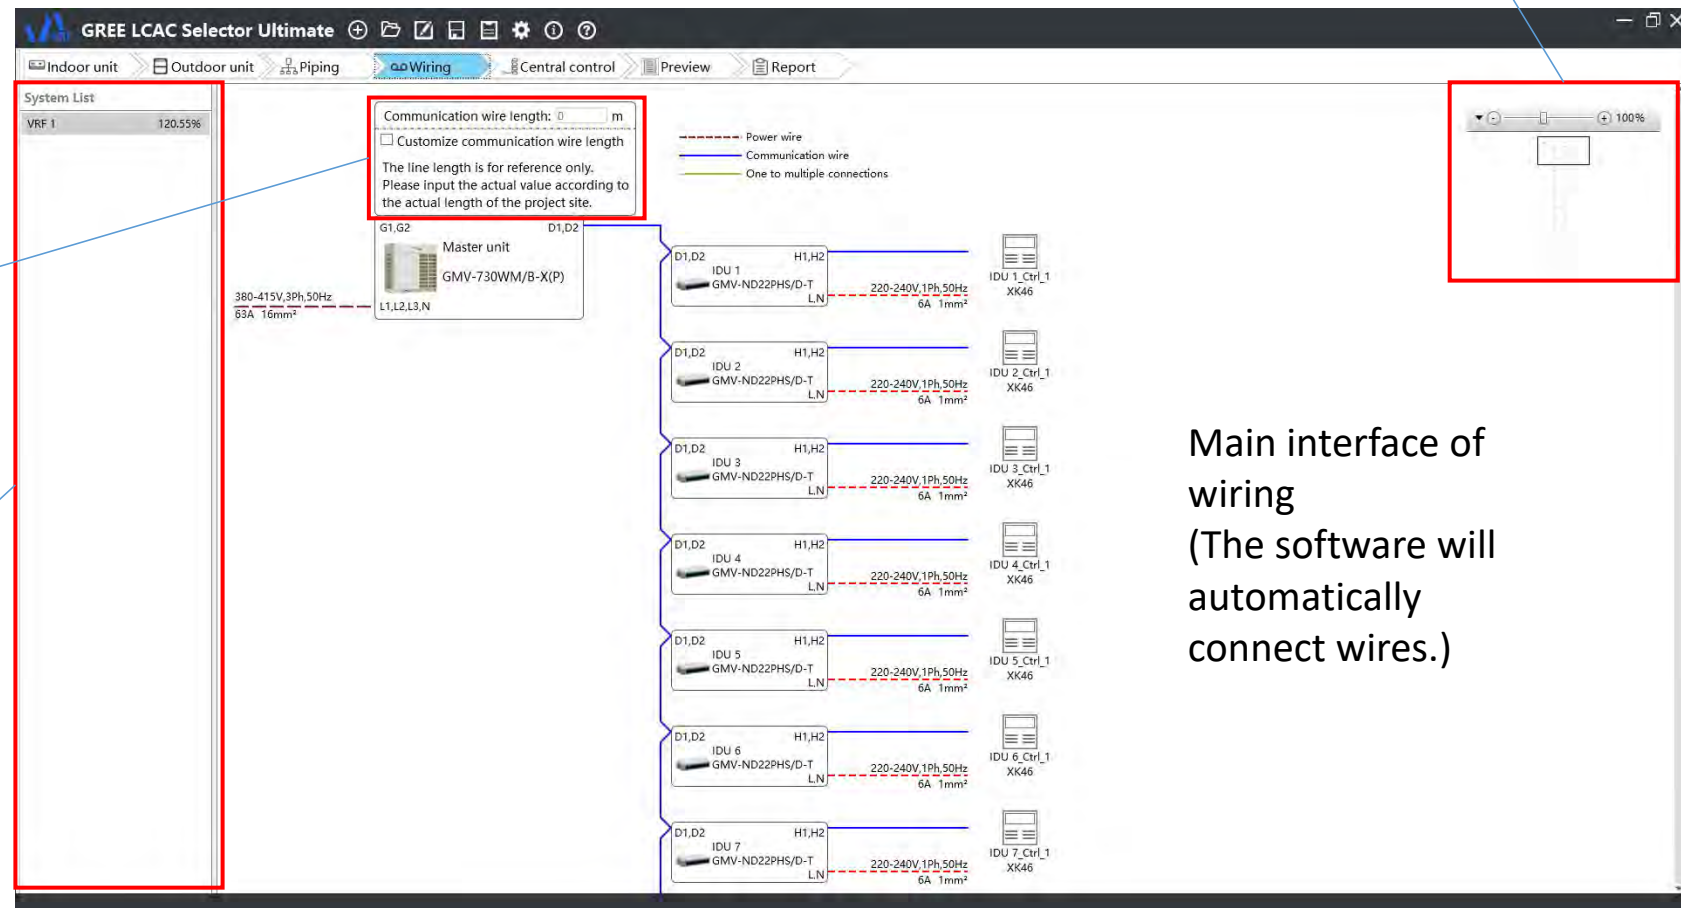 GREE LCAC Selector Ultimate
Indoor unit Outdoor unit Piping Wiring Central control Preview Report
System List
VRF 1 120.55%
Communication wire length: 0 m
Customize communication wire length
The line length is for reference only.
Please input the actual value according to
the actual length of the project site.
Power wire
Communication wire
One to multiple connections
100%
G1,G2 D1,D2
Master unit
GMV-730WM/B-X(P)
L1,L2,L3,N
380-415V,3Ph,50Hz
63A 16mm²
D1,D2 H1,H2
IDU 1
GMV-ND22PHS/D-T
L,N
220-240V,1Ph,50Hz
6A 1mm²
IDU 1_Ctrl_1
XK46
D1,D2 H1,H2
IDU 2
GMV-ND22PHS/D-T
L,N
220-240V,1Ph,50Hz
6A 1mm²
IDU 2_Ctrl_1
XK46
D1,D2 H1,H2
IDU 3
GMV-ND22PHS/D-T
L,N
220-240V,1Ph,50Hz
6A 1mm²
IDU 3_Ctrl_1
XK46
D1,D2 H1,H2
IDU 4
GMV-ND22PHS/D-T
L,N
220-240V,1Ph,50Hz
6A 1mm²
IDU 4_Ctrl_1
XK46
D1,D2 H1,H2
IDU 5
GMV-ND22PHS/D-T
L,N
220-240V,1Ph,50Hz
6A 1mm²
IDU 5_Ctrl_1
XK46
D1,D2 H1,H2
IDU 6
GMV-ND22PHS/D-T
L,N
220-240V,1Ph,50Hz
6A 1mm²
IDU 6_Ctrl_1
XK46
D1,D2 H1,H2
IDU 7
GMV-ND22PHS/D-T
L,N
220-240V,1Ph,50Hz
6A 1mm²
IDU 7_Ctrl_1
XK46
Main interface of
wiring
(The software will
automatically
connect wires.)